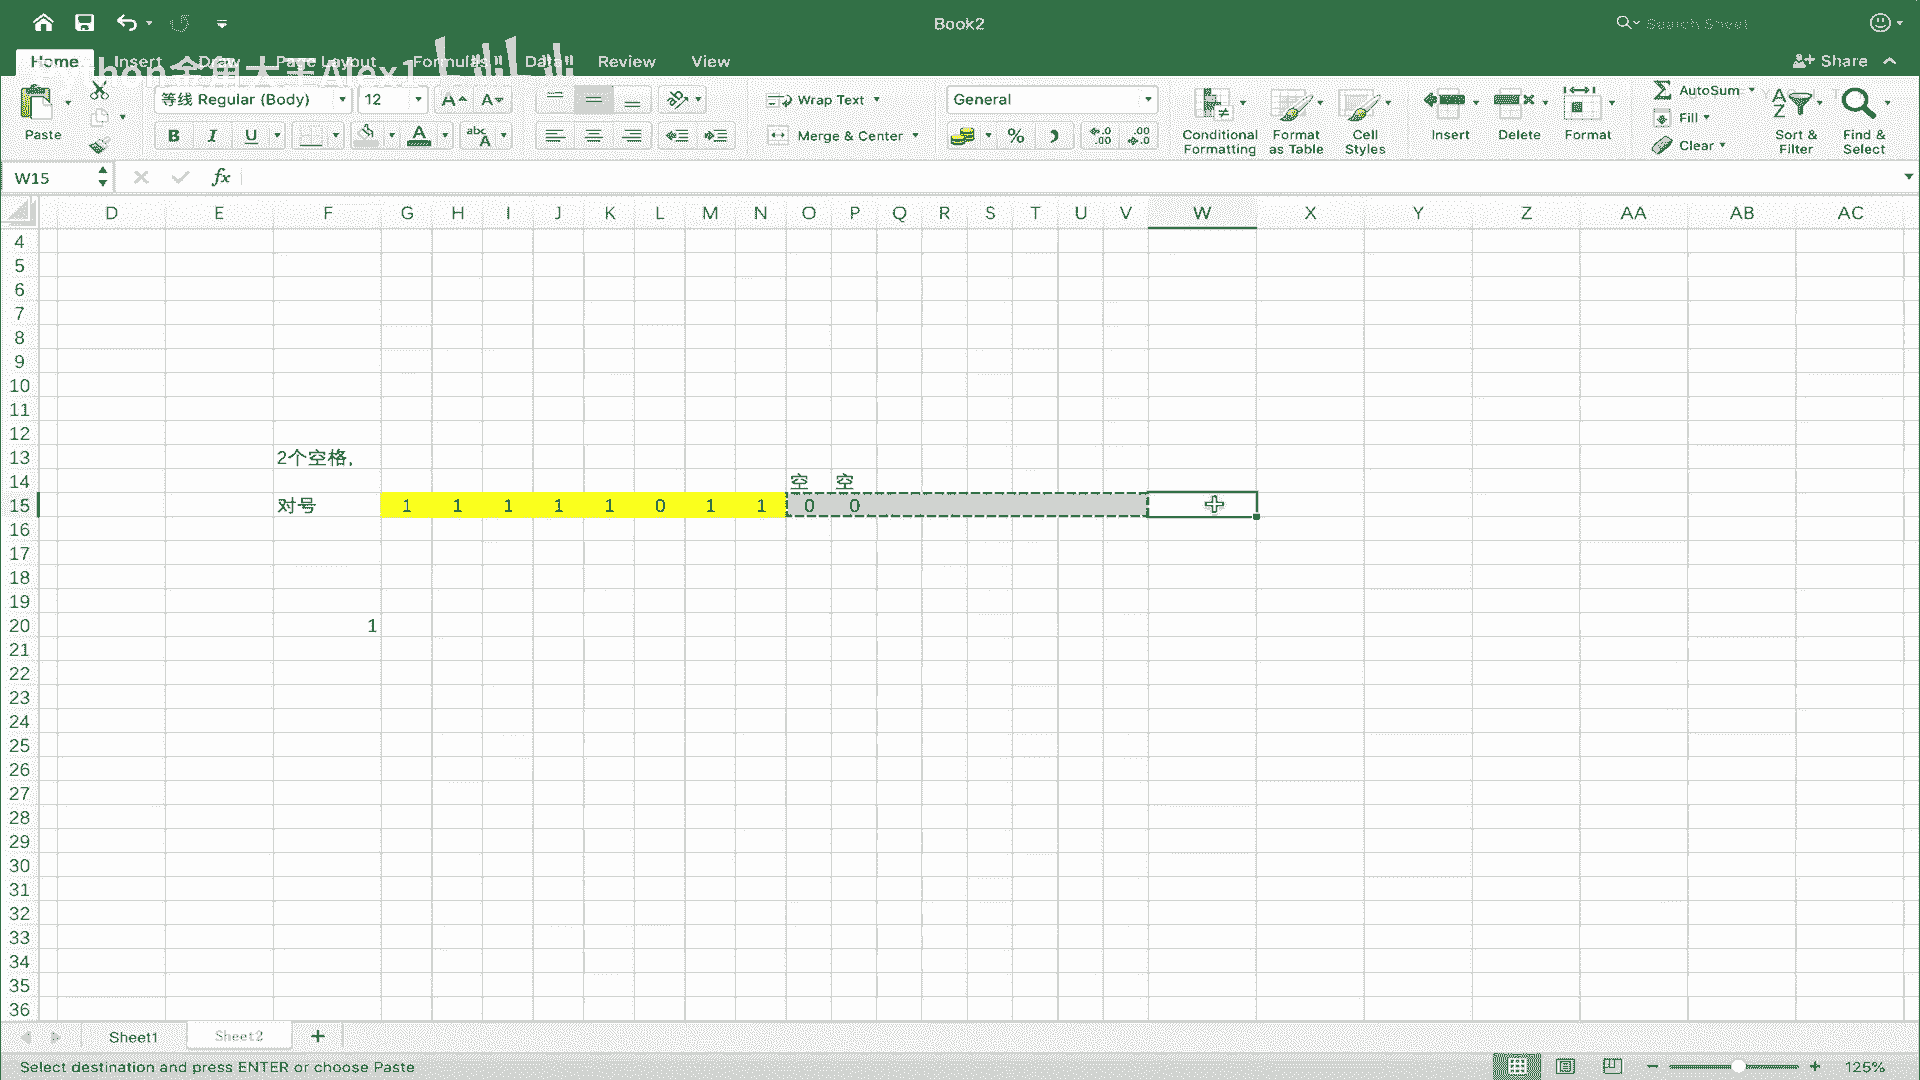 Book2
Search Sheet
Home Insert Draw Page Layout Formulas Data Review View
Share
Paste
等线 Regular (Body) 12
Wrap Text
General
Merge & Center
Conditional Formatting
Format as Table
Cell Styles
Insert
Delete
Format
AutoSum
Fill
Clear
Sort & Filter
Find & Select
W15
fx
D E F G H I J K L M N O P Q R S T U V W X Y Z AA AB AC
4
5
6
7
8
9
10
11
12
13 2个空格,
14 空 空
15 对号 1 1 1 1 1 0 1 1 0 0
16
17
18
19
20 1
21
22
23
24
25
26
27
28
29
30
31
32
33
34
35
36
Sheet1 Sheet2 +
Select destination and press ENTER or choose Paste
125%